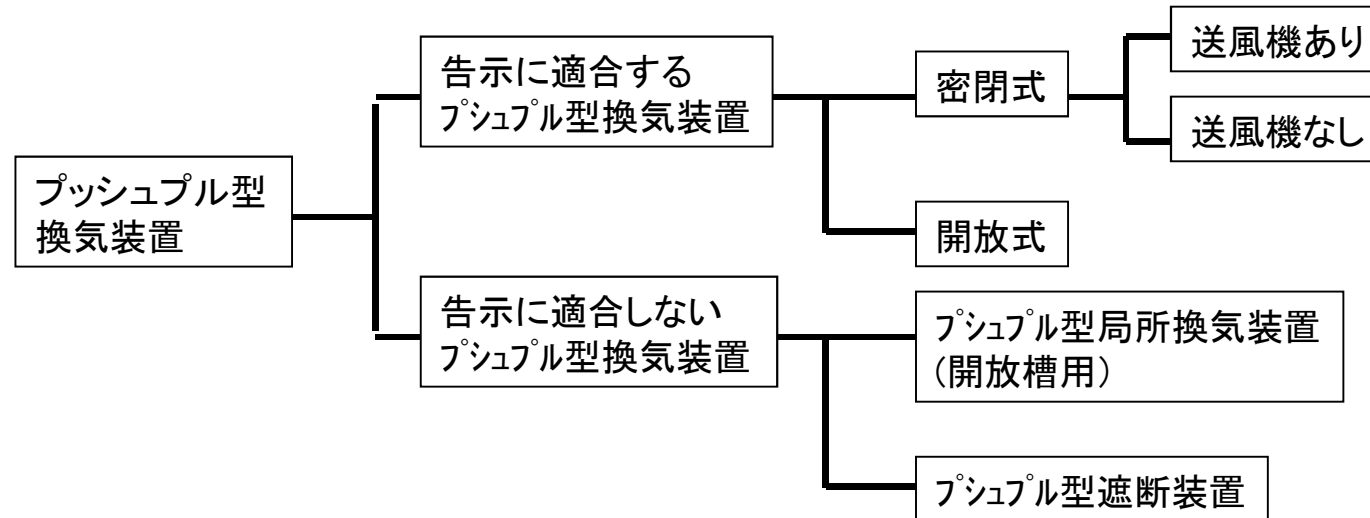 プッシュプル型
換気装置
告示に適合する
プシュプル型換気装置
密閉式
送風機あり
送風機なし
開放式
告示に適合しない
プシュプル型換気装置
プシュプル型局所換気装置
(開放槽用)
プシュプル型遮断装置